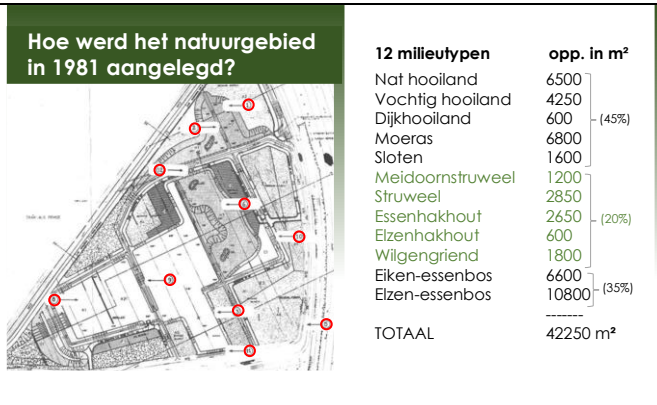 Hoe werd het natuurgebied
in 1981 aangelegd?
12 milieutypen opp. in m²
Nat hooiland 6500
Vochtig hooiland 4250
Dijkhooiland 600 (45%)
Moeras 6800
Sloten 1600
Meidoornstruweel 1200
Struweel 2850
Essenhakhout 2650 (20%)
Elzenhakhout 600
Wilgengriend 1800
Eiken-essenbos 6600
Elzen-essenbos 10800 (35%)
-------
TOTAAL 42250 m²